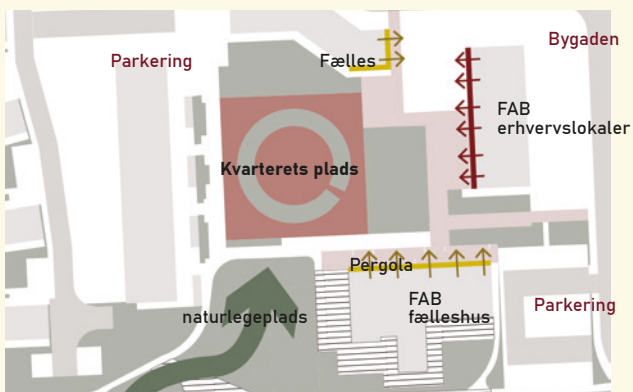 Bygaden
Parkering
Fælles
FAB
erhvervslokaler
Kvarterets plads
Pergola
naturlegeplads
FAB
fælleshus
Parkering